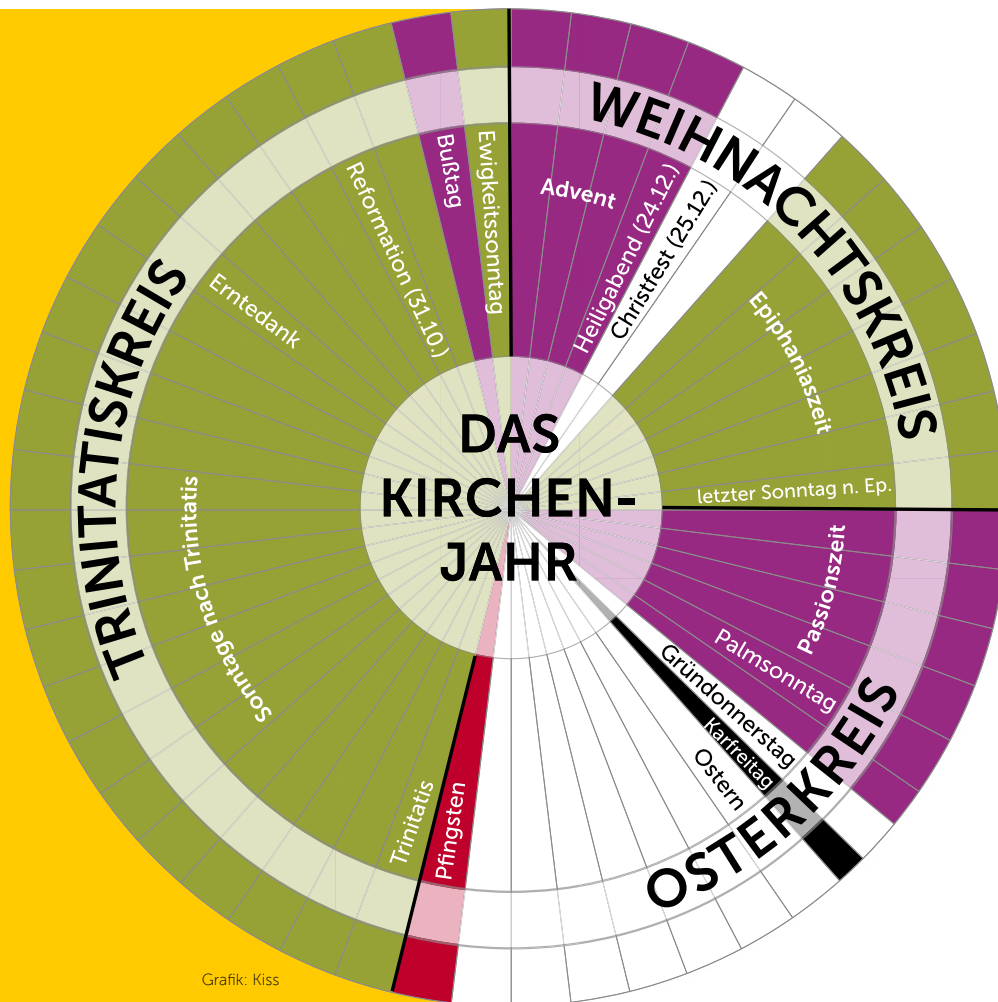 DAS
KIRCHEN-
JAHR
WEIHNACHTSKREIS
Advent
Heiligabend (24.12.)
Christfest (25.12.)
Epiphaniaszeit
letzter Sonntag n. Ep.
OSTERKREIS
Passionszeit
Palmsonntag
Gründonnerstag
Karfreitag
Ostern
Pfingsten
TRINITATISKREIS
Trinitatis
Sonntage nach Trinitatis
Erntedank
Reformation (31.10.)
Bußtag
Ewigkeitssonntag
Grafik: Kiss